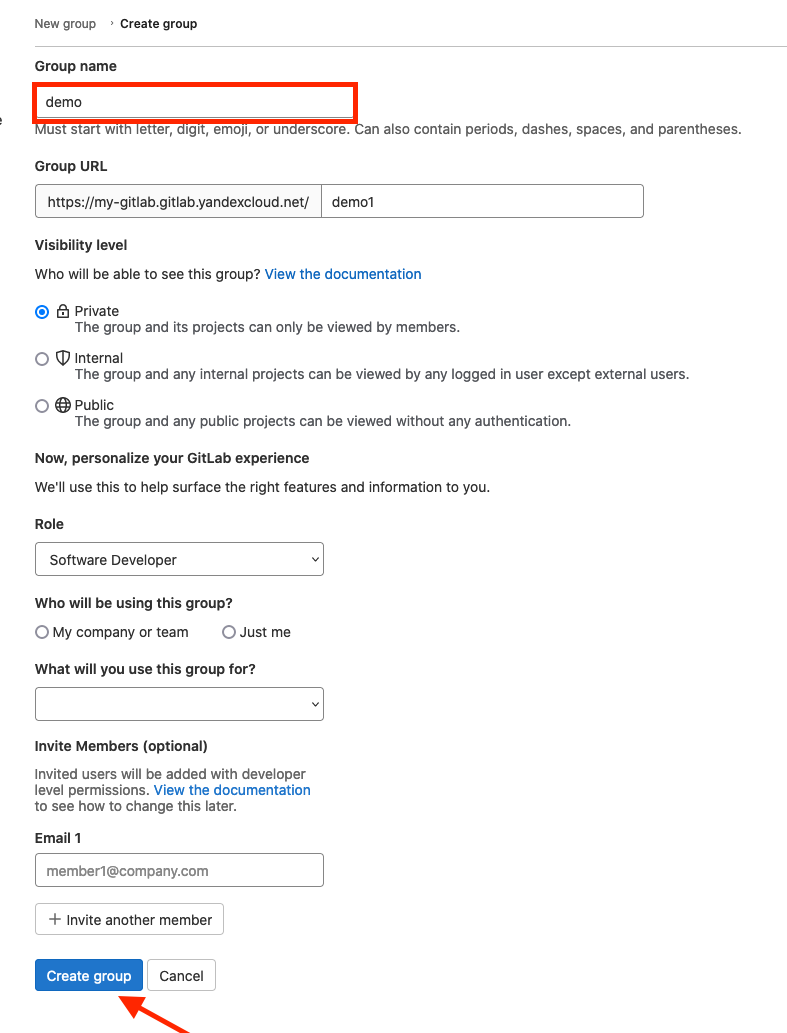 New group › Create group
Group name
demo
Must start with letter, digit, emoji, or underscore. Can also contain periods, dashes, spaces, and parentheses.
Group URL
https://my-gitlab.gitlab.yandexcloud.net/ demo1
Visibility level
Who will be able to see this group? View the documentation
Private
The group and its projects can only be viewed by members.
Internal
The group and any internal projects can be viewed by any logged in user except external users.
Public
The group and any public projects can be viewed without any authentication.
Now, personalize your GitLab experience
We'll use this to help surface the right features and information to you.
Role
Software Developer
Who will be using this group?
My company or team Just me
What will you use this group for?
Invite Members (optional)
Invited users will be added with developer
level permissions. View the documentation
to see how to change this later.
Email 1
member1@company.com
+ Invite another member
Create group Cancel